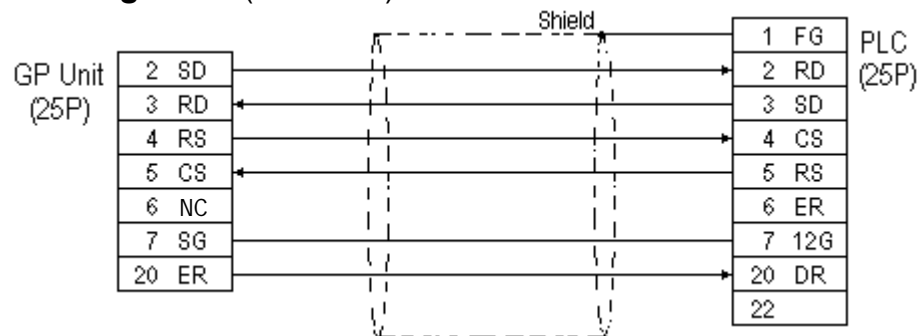 Shield
GP Unit
(25P)
2 SD
3 RD
4 RS
5 CS
6 NC
7 SG
20 ER
1 FG
2 RD
3 SD
4 CS
5 RS
6 ER
7 12G
20 DR
22
PLC
(25P)